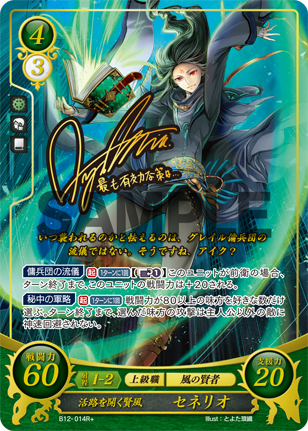 4
3
最も有効な策を…
SAMPLE
いつ襲われるのかと怯えるのは、グレイル傭兵団の
流儀ではない。そうですね、アイク？
傭兵団の流儀 起 1ターンに1回 このユニットが前衛の場合、
ターン終了まで、このユニットの戦闘力は＋20される。
秘中の軍略 起 1ターンに1回 戦闘力が80以上の味方を好きな数だけ
選ぶ。ターン終了まで、選んだ味方の攻撃は主人公以外の敵に
神速回避されない。
戦闘力
60
射程 1-2 上級職 風の賢者
支援力
20
活路を開く賢風 セネリオ
B12-014R+
Illust：とよた瑣織